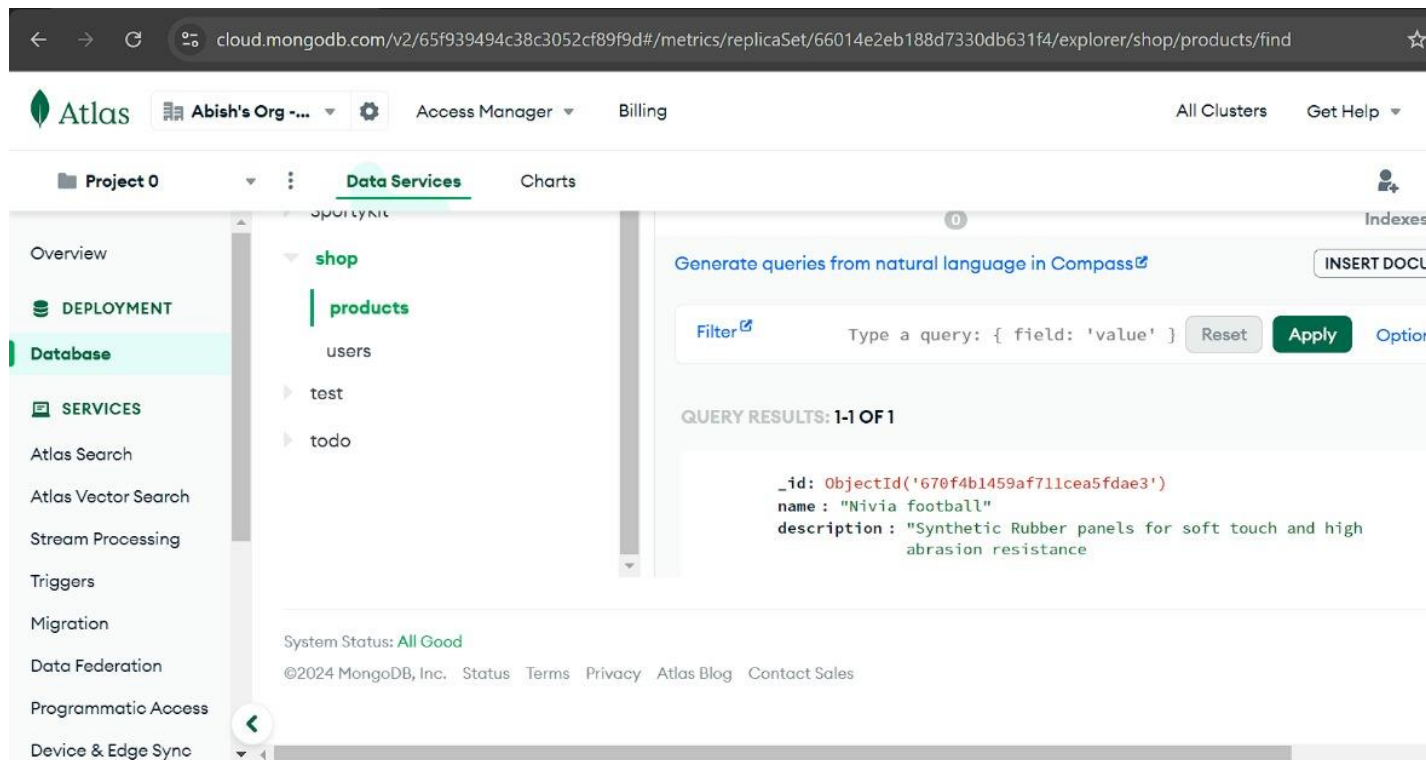 cloud.mongodb.com/v2/65f939494c38c3052cf89f9d#/metrics/replicaSet/66014e2eb188d7330db631f4/explorer/shop/products/find
Atlas Abish's Org -... Access Manager Billing All Clusters Get Help
Project 0 Data Services Charts
Overview
DEPLOYMENT
Database
SERVICES
Atlas Search
Atlas Vector Search
Stream Processing
Triggers
Migration
Data Federation
Programmatic Access
Device & Edge Sync
Sportykit
shop
products
users
test
todo
0 Indexes
Generate queries from natural language in Compass INSERT DOCU
Filter Type a query: { field: 'value' } Reset Apply Option
QUERY RESULTS: 1-1 OF 1
_id: ObjectId('670f4b1459af711cea5fdae3')
name : "Nivia football"
description : "Synthetic Rubber panels for soft touch and high
abrasion resistance
System Status: All Good
©2024 MongoDB, Inc. Status Terms Privacy Atlas Blog Contact Sales